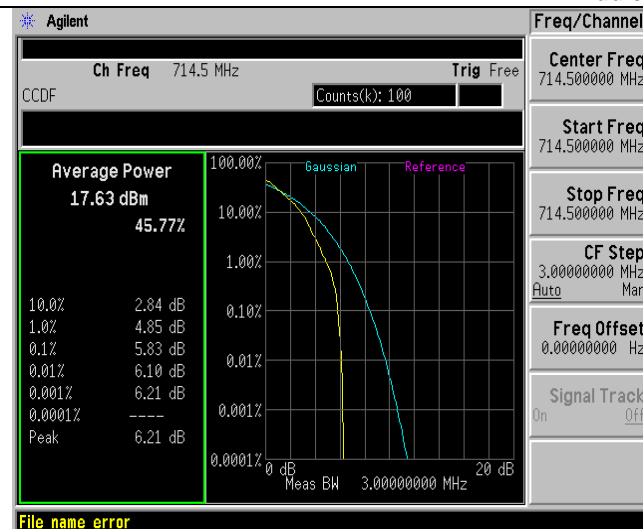 Agilent
Freq/Channel
Ch Freq 714.5 MHz Trig Free
CCDF Counts(k): 100
Average Power
17.63 dBm
45.77%
10.0% 2.84 dB
1.0% 4.85 dB
0.1% 5.83 dB
0.01% 6.10 dB
0.001% 6.21 dB
0.0001% ----
Peak 6.21 dB
Gaussian Reference
100.00%
10.00%
1.00%
0.10%
0.01%
0.001%
0.0001%
0 dB 20 dB
Meas BW 3.00000000 MHz
Center Freq
714.500000 MHz
Start Freq
714.500000 MHz
Stop Freq
714.500000 MHz
CF Step
3.00000000 MHz
Auto Man
Freq Offset
0.00000000 Hz
Signal Track
On Off
File name error